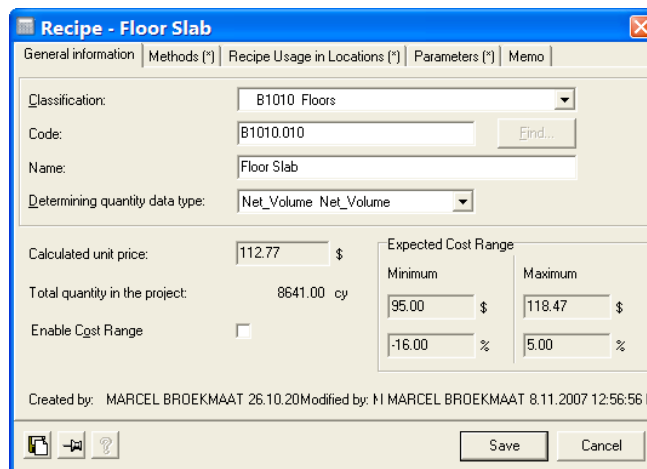 Recipe - Floor Slab
General information Methods (*) Recipe Usage in Locations (*) Parameters (*) Memo
Classification: B1010 Floors
Code: B1010.010 Find...
Name: Floor Slab
Determining quantity data type: Net_Volume Net_Volume
Expected Cost Range
Calculated unit price: 112.77 $
Minimum Maximum
Total quantity in the project: 8641.00 cy
95.00 $ 118.47 $
Enable Cost Range
-16.00 % 5.00 %
Created by: MARCEL BROEKMAAT 26.10.20Modified by: MARCEL BROEKMAAT 8.11.2007 12:56:56
Save Cancel